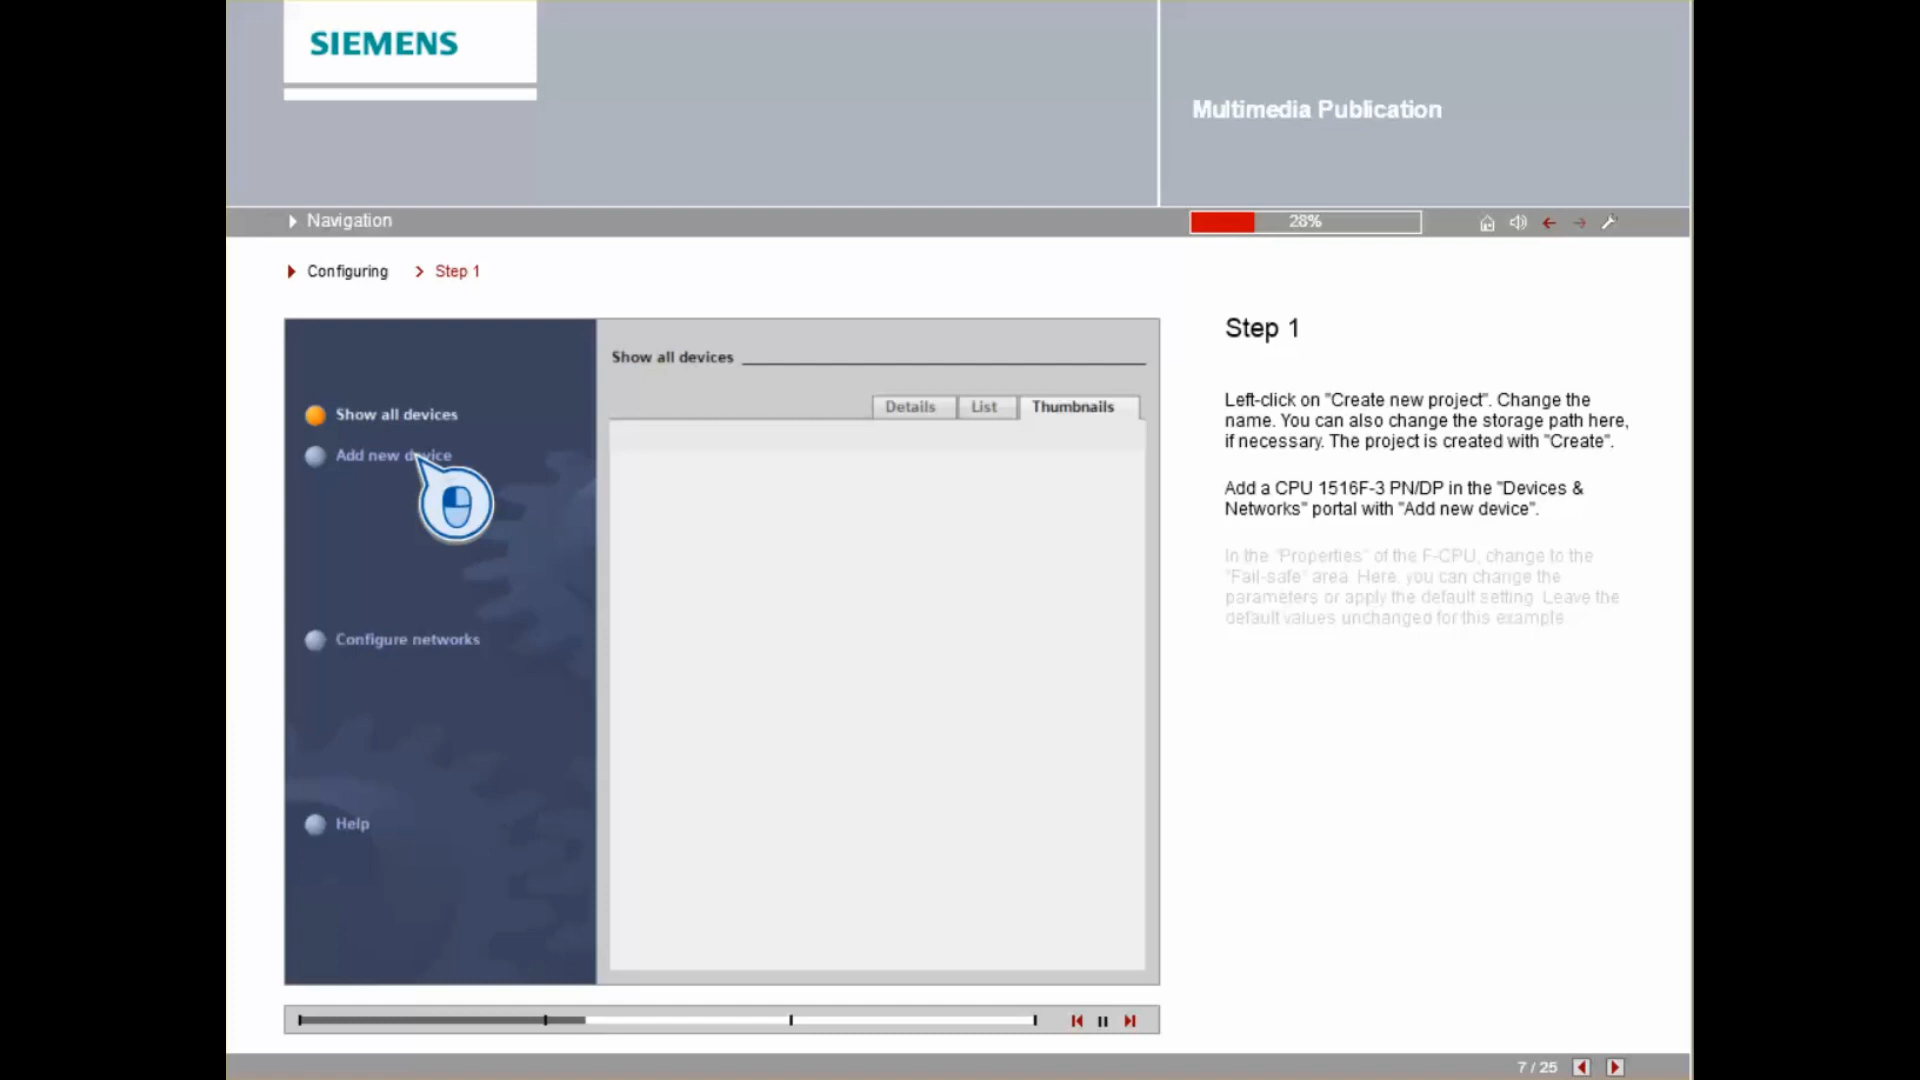 SIEMENS
Multimedia Publication
Navigation
28%
Configuring
Step 1
Show all devices
Details
List
Thumbnails
Show all devices
Add new device
Configure networks
Help
Step 1
Left-click on "Create new project". Change the
name. You can also change the storage path here,
if necessary. The project is created with "Create".
Add a CPU 1516F-3 PN/DP in the "Devices &
Networks" portal with "Add new device".
In the "Properties" of the F-CPU, change to the
"Fail-safe" area. Here, you can change the
parameters or apply the default setting. Leave the
default values unchanged for this example.
7 / 25